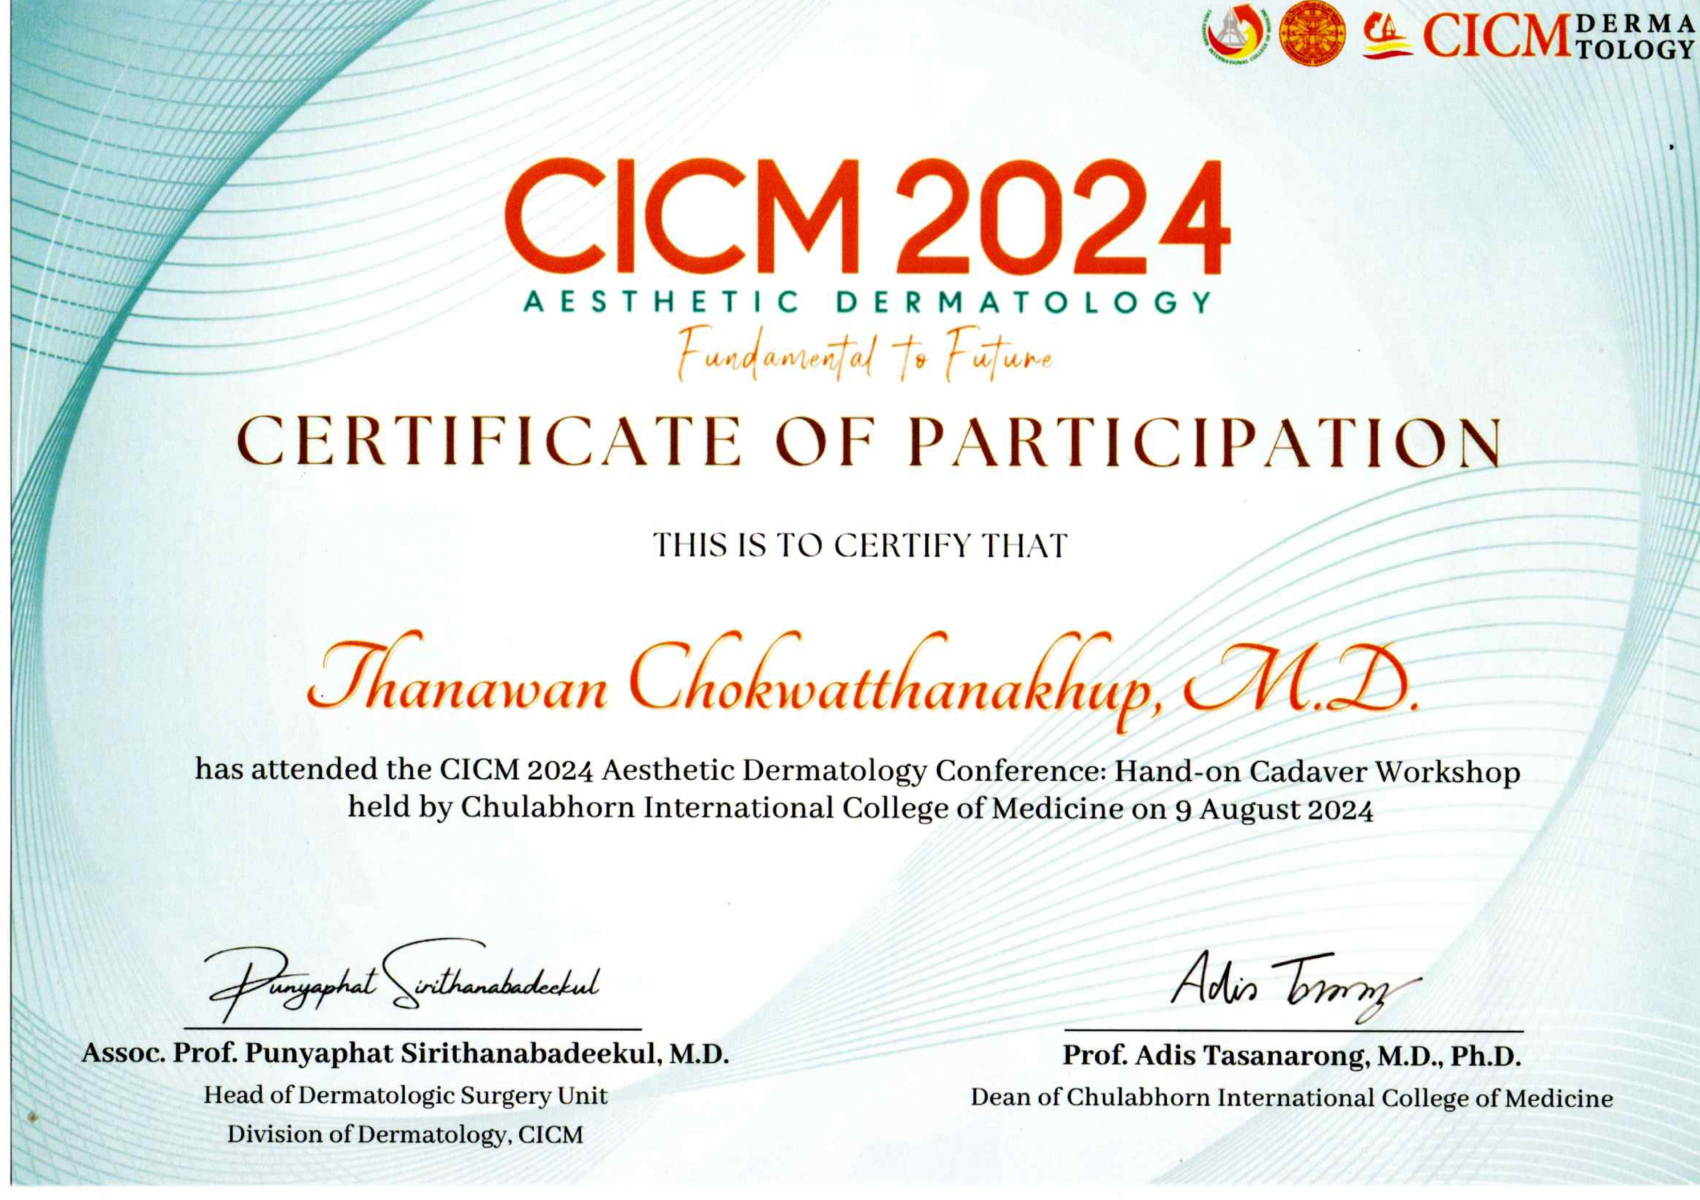 CICM DERMA
TOLOGY
CICM 2024
AESTHETIC DERMATOLOGY
Fundamental to Future
CERTIFICATE OF PARTICIPATION
THIS IS TO CERTIFY THAT
Thanawan Chokwatthanakhup, M.D.
has attended the CICM 2024 Aesthetic Dermatology Conference: Hand-on Cadaver Workshop
held by Chulabhorn International College of Medicine on 9 August 2024
Punyaphat Sirithanabadeekul
Assoc. Prof. Punyaphat Sirithanabadeekul, M.D.
Head of Dermatologic Surgery Unit
Division of Dermatology, CICM
Adis
Prof. Adis Tasanarong, M.D., Ph.D.
Dean of Chulabhorn International College of Medicine